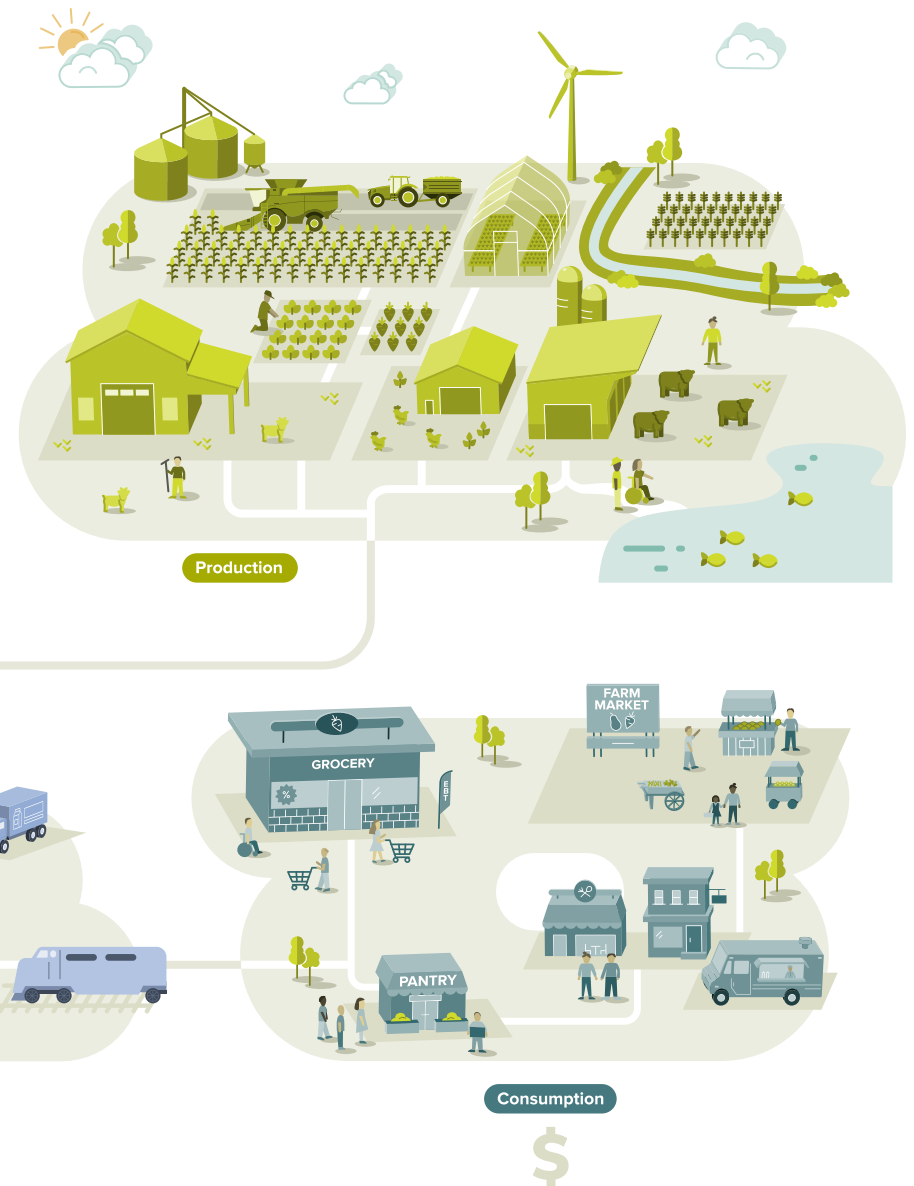 Production
FARM
MARKET
GROCERY
%
EBT
PANTRY
Consumption
$